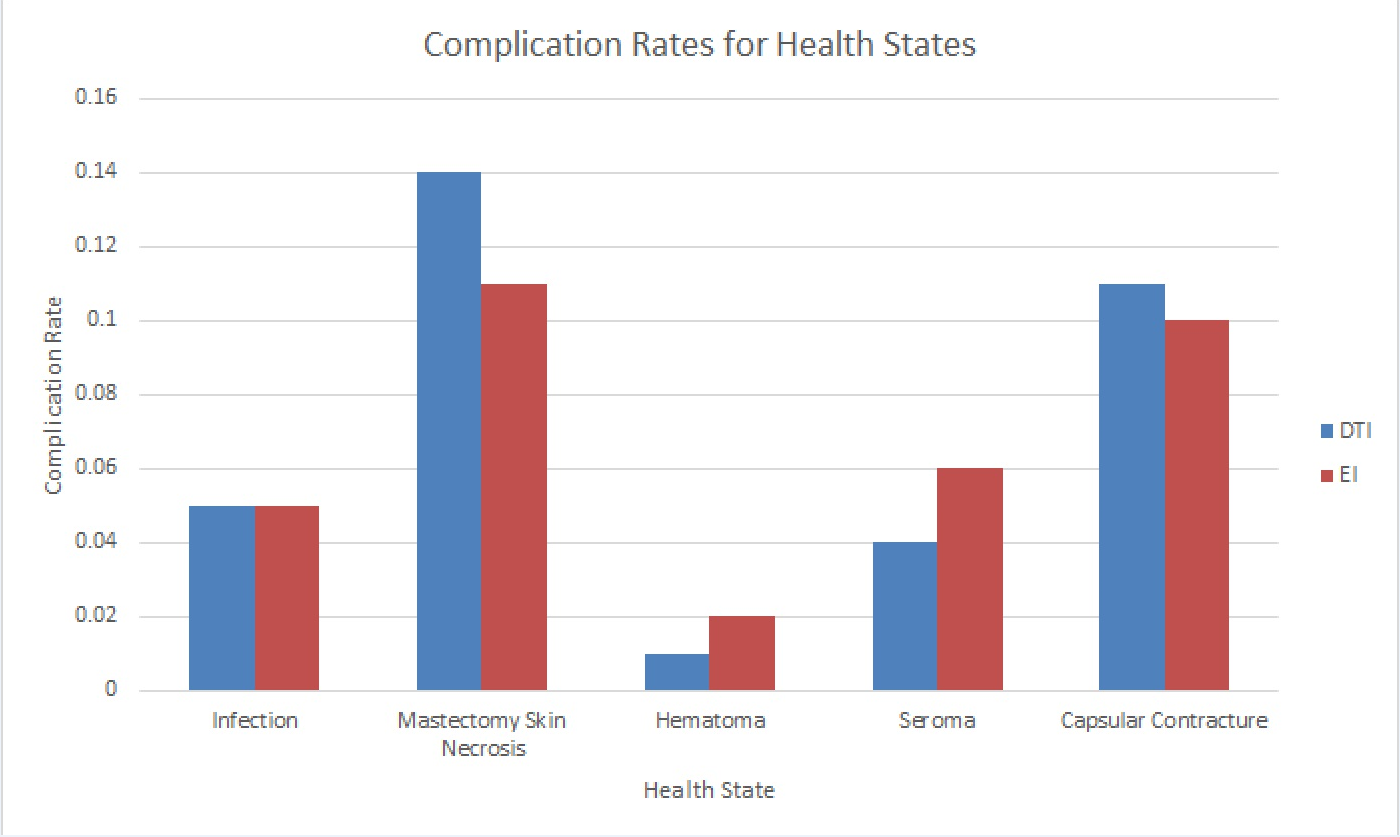 Complication Rates for Health States
0.16
0.14
0.12
0.1
0.08
0.06
0.04
0.02
0
Complication Rate
Infection
Mastectomy Skin
Necrosis
Hematoma
Seroma
Capsular Contracture
Health State
DTI
EI